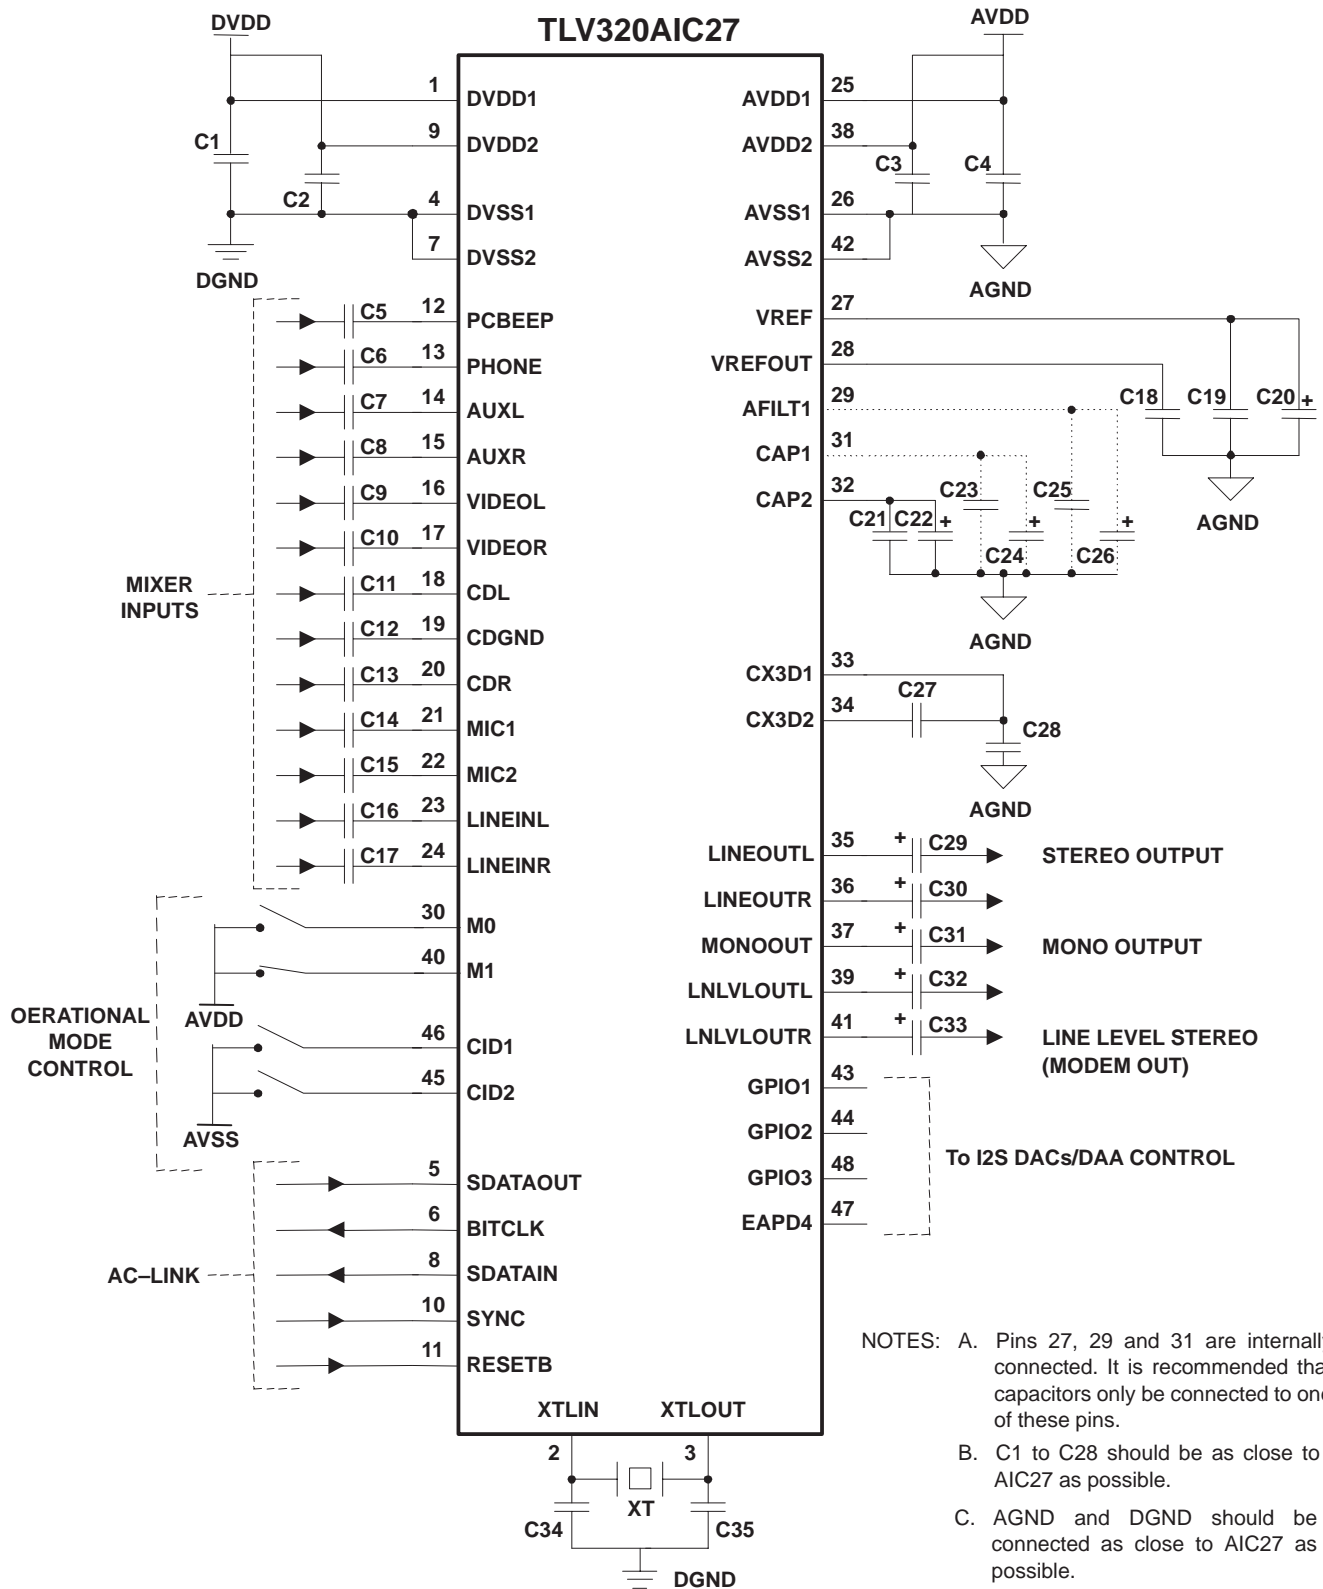 DVDD
TLV320AIC27
AVDD
1
DVDD1
AVDD1
25
9
DVDD2
AVDD2
38
C1
C2
C3
C4
4
DVSS1
AVSS1
26
7
DVSS2
AVSS2
42
DGND
AGND
C5
12
PCBEEP
C6
13
PHONE
C7
14
AUXL
C8
15
AUXR
C9
16
VIDEOL
C10
17
VIDEOR
C11
18
CDL
C12
19
CDGND
C13
20
CDR
C14
21
MIC1
C15
22
MIC2
C16
23
LINEINL
C17
24
LINEINR
MIXER
INPUTS
VREF
27
VREFOUT
28
AFILT1
29
CAP1
31
CAP2
32
C18
C19
C20
+
AGND
C21
C22
+
C23
C24
+
C25
C26
+
AGND
CX3D1
33
CX3D2
34
C27
C28
AGND
LINEOUTL
35
+
C29
STEREO OUTPUT
LINEOUTR
36
+
C30
MONOOUT
37
+
C31
MONO OUTPUT
LNLVLOUTL
39
+
C32
LNLVLOUTR
41
+
C33
LINE LEVEL STEREO
(MODEM OUT)
30
M0
40
M1
AVDD
OERATIONAL
MODE
CONTROL
46
CID1
45
CID2
AVSS
GPIO1
43
GPIO2
44
GPIO3
48
EAPD4
47
To I2S DACs/DAA CONTROL
AC–LINK
5
SDATAOUT
6
BITCLK
8
SDATAIN
10
SYNC
11
RESETB
XTLIN
XTLOUT
2
3
XT
C34
C35
DGND
NOTES: A. Pins 27, 29 and 31 are internally
connected. It is recommended tha
capacitors only be connected to one
of these pins.
B. C1 to C28 should be as close to
AIC27 as possible.
C. AGND and DGND should be
connected as close to AIC27 as
possible.